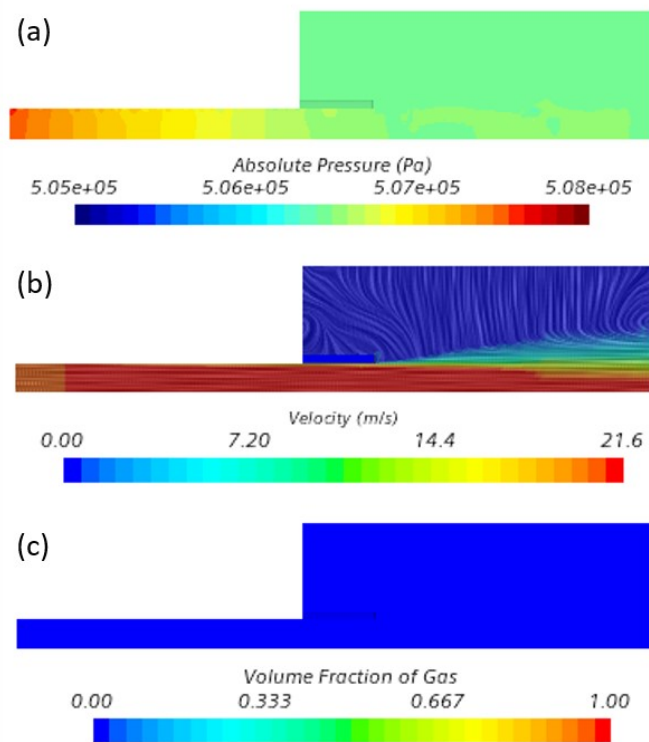 (a)
Absolute Pressure (Pa)
5.05e+05 5.06e+05 5.07e+05 5.08e+05
(b)
Velocity (m/s)
0.00 7.20 14.4 21.6
(c)
Volume Fraction of Gas
0.00 0.333 0.667 1.00